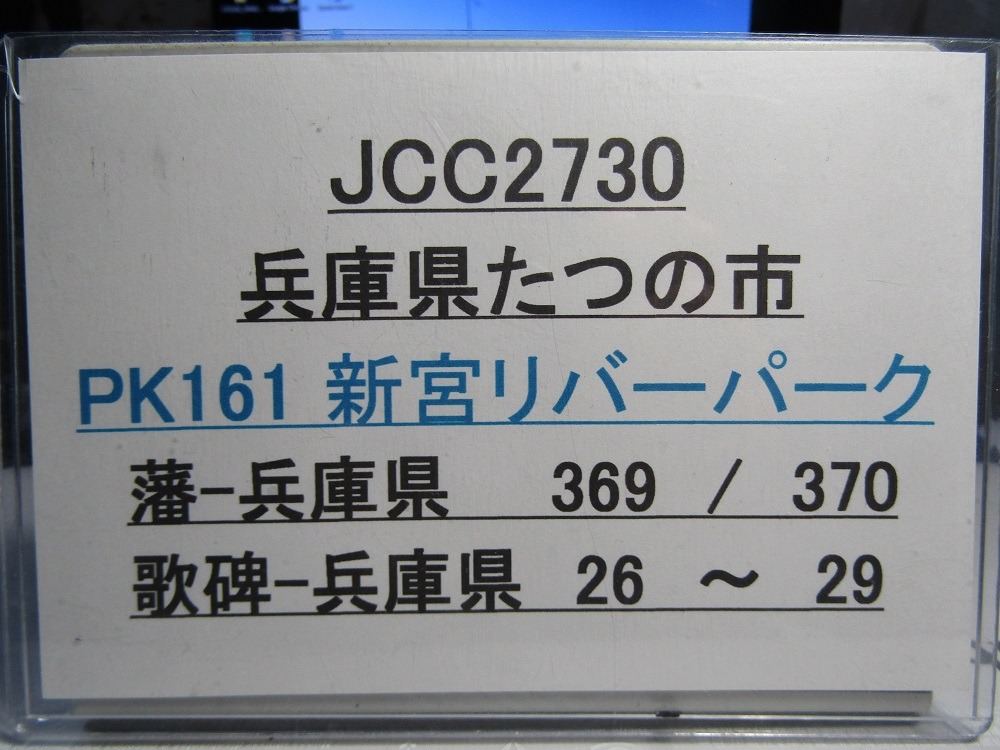 JCC2730
兵庫県たつの市
PK161 新宮リバーパーク
藩-兵庫県 369 / 370
歌碑-兵庫県 26 ～ 29